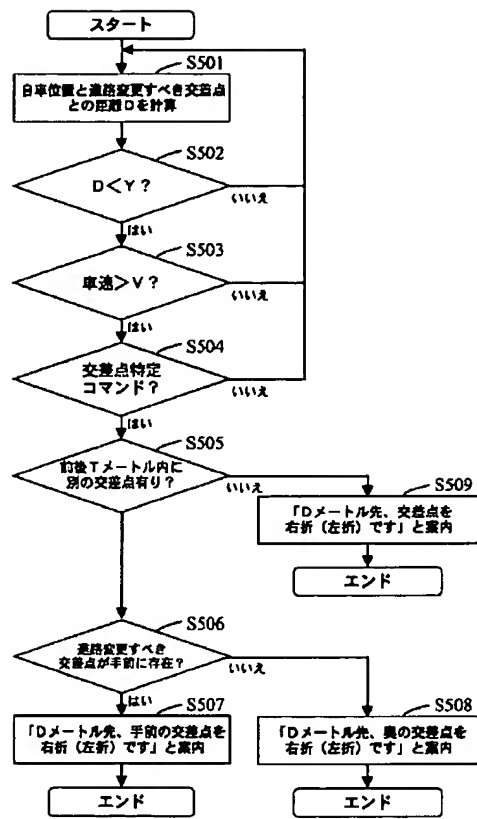 スタート
S501
自車位置と進路変更すべき交差点
との距離Dを計算
S502
D<Y?
いいえ
はい
S503
車速>V?
いいえ
はい
S504
交差点特定
コマンド?
いいえ
はい
S505
前後Tメートル内に
別の交差点有り?
いいえ
S509
「Dメートル先、交差点を
右折(左折)です」と案内
エンド
S506
進路変更すべき
交差点が手前に存在?
いいえ
はい
S507
「Dメートル先、手前の交差点を
右折(左折)です」と案内
エンド
S508
「Dメートル先、奥の交差点を
右折(左折)です」と案内
エンド